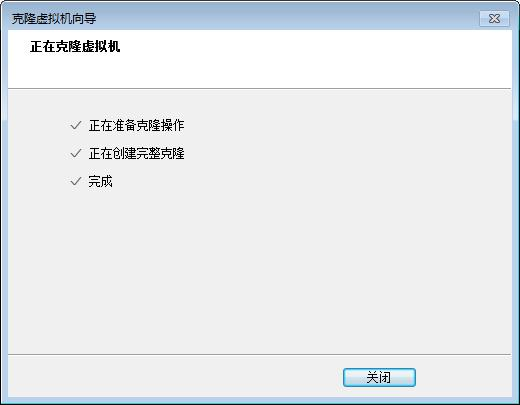 克隆虚拟机向导
正在克隆虚拟机
正在准备克隆操作
正在创建完整克隆
完成
关闭